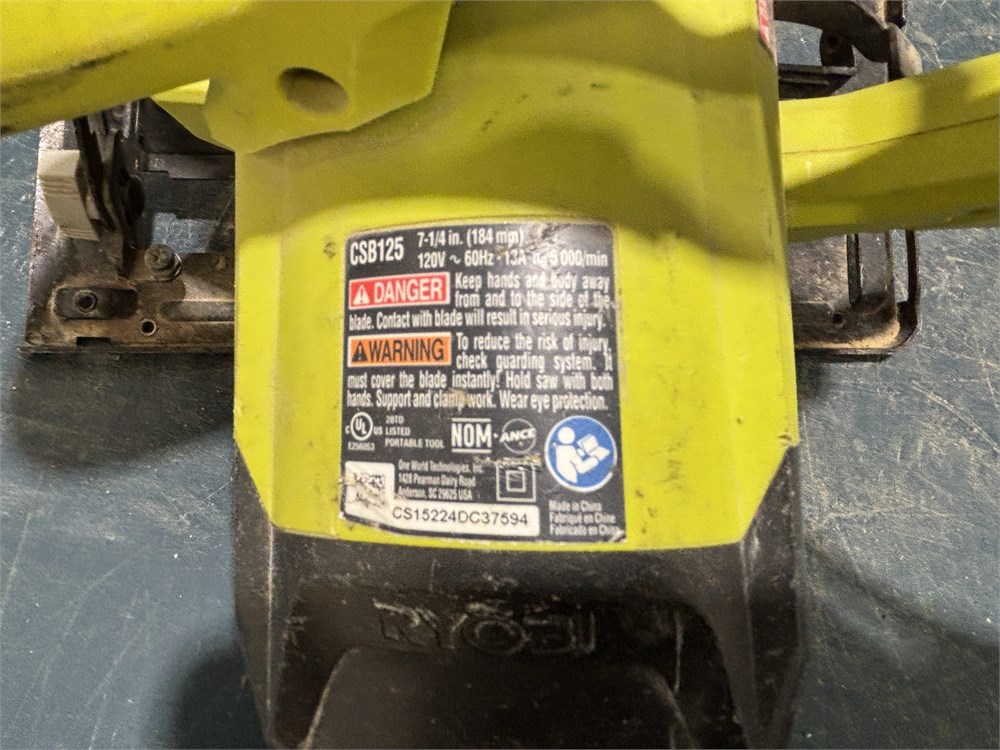 CSB125
7-1/4 in. (184 mm)
120V ~ 60Hz · 13A n₀ 5 000/min
DANGER Keep hands and body away
from and to the side of the
blade. Contact with blade will result in serious injury.
WARNING To reduce the risk of injury,
check guarding system. It
must cover the blade instantly! Hold saw with both
hands. Support and clamp work. Wear eye protection.
C UL US
E256053
28TD
LISTED
PORTABLE TOOL
NOM-ANCE
One World Technologies, Inc.
1428 Pearman Dairy Road
Anderson, SC 29625 USA
CS15224DC37594
Made in China
Fabriqué en Chine
Fabricado en China
RYOBI